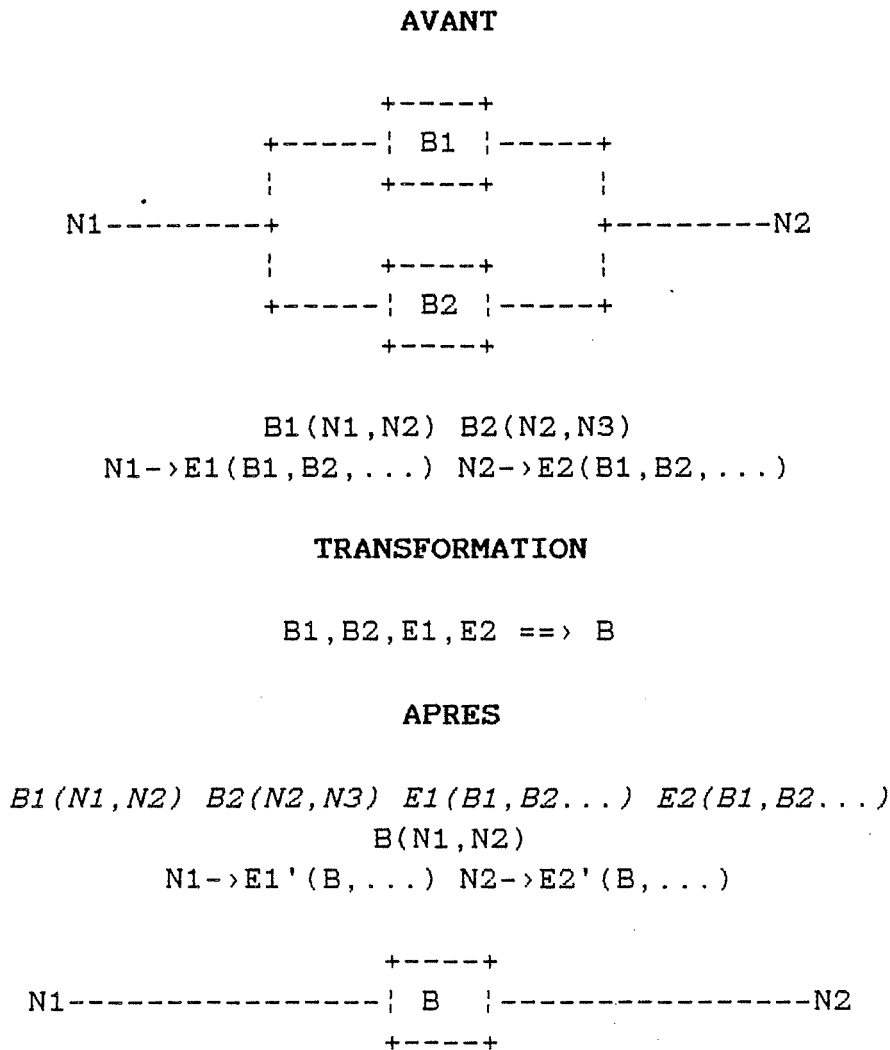 AVANT
+----+
+-----¦ B1 ¦-----+
¦ +----+ ¦
N1--------+ +--------N2
¦ +----+ ¦
+-----¦ B2 ¦-----+
+----+
B1(N1,N2) B2(N2,N3)
N1->E1(B1,B2,...) N2->E2(B1,B2,...)
TRANSFORMATION
B1,B2,E1,E2 ==> B
APRES
B1(N1,N2) B2(N2,N3) E1(B1,B2...) E2(B1,B2...)
B(N1,N2)
N1->E1'(B,...) N2->E2'(B,...)
+----+
N1----------------¦ B ¦---------------N2
+----+